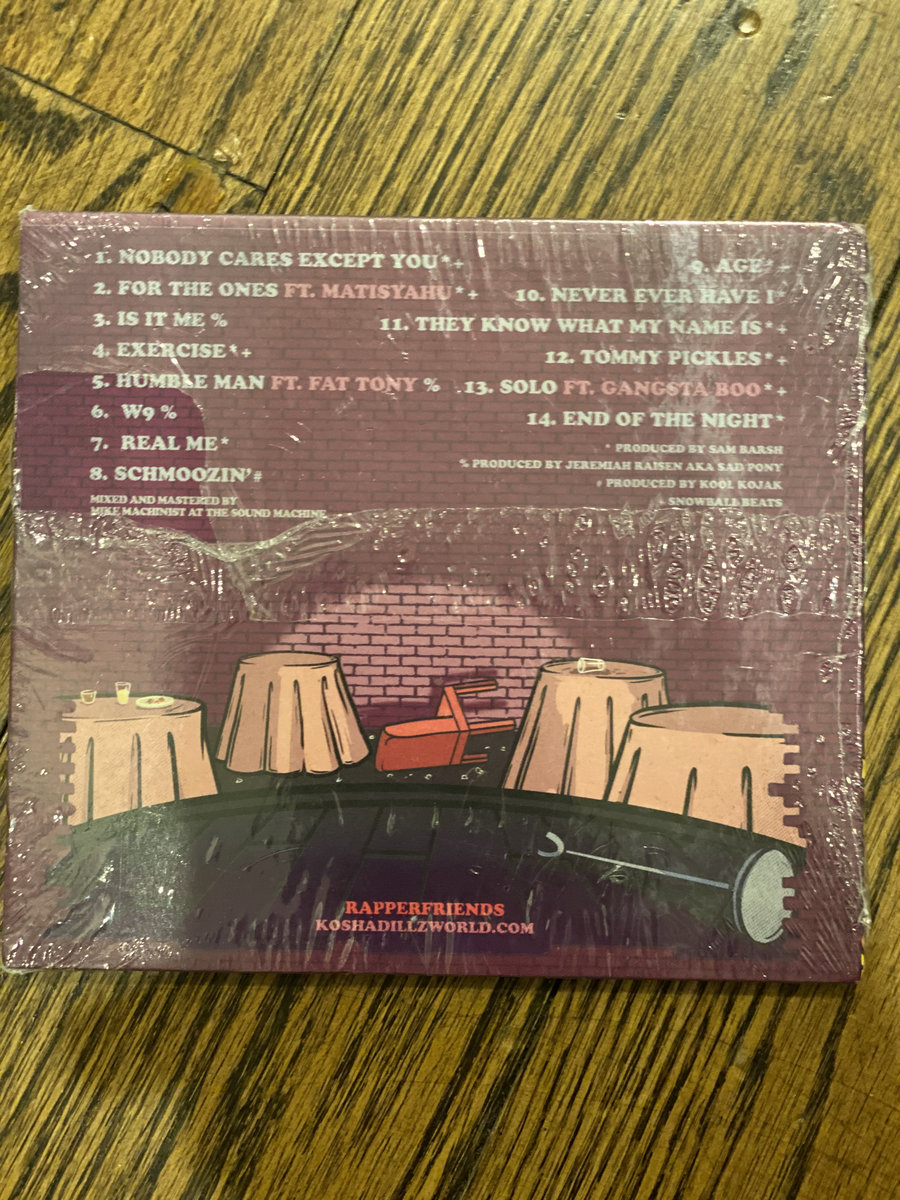 1. NOBODY CARES EXCEPT YOU*+
2. FOR THE ONES FT. MATISYAHU*+
3. IS IT ME %
4. EXERCISE*+
5. HUMBLE MAN FT. FAT TONY %
6. W9 %
7. REAL ME*
8. SCHMOOZIN'#
MIXED AND MASTERED BY
MIKE MACHINIST AT THE SOUND MACHINE
9. AGE*+
10. NEVER EVER HAVE I*
11. THEY KNOW WHAT MY NAME IS*+
12. TOMMY PICKLES*+
13. SOLO FT. GANGSTA BOO*+
14. END OF THE NIGHT*
* PRODUCED BY SAM BARSH
% PRODUCED BY JEREMIAH RAISEN AKA SAD PONY
# PRODUCED BY KOOL KOJAK
SNOWBALL BEATS
RAPPERFRIENDS
KOSHADILLZWORLD.COM